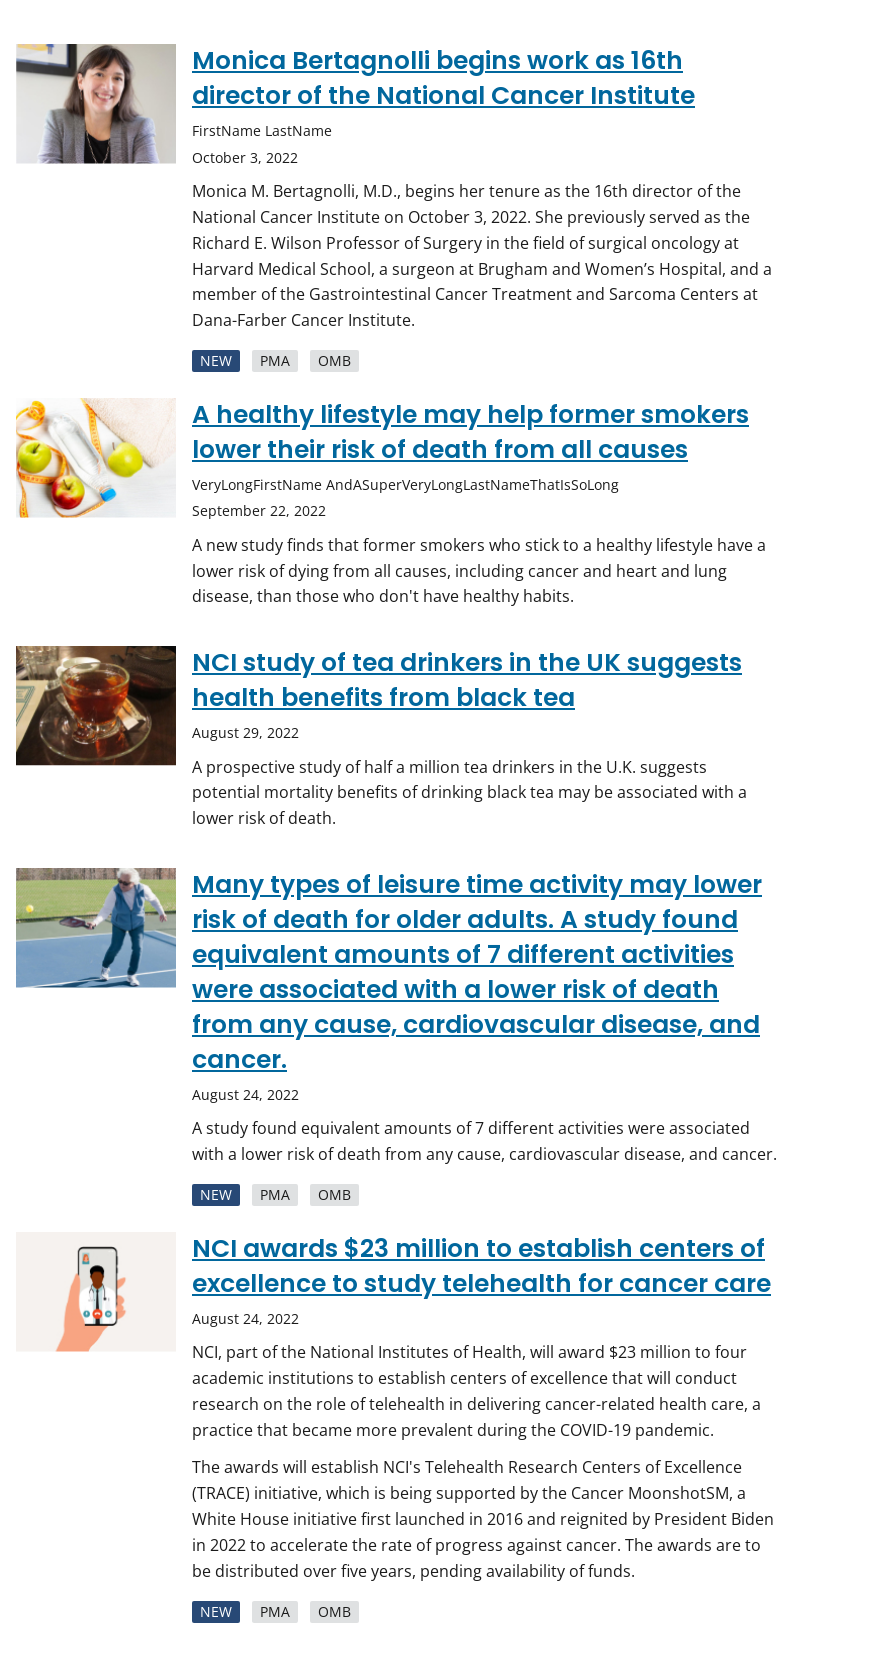 Monica Bertagnolli begins work as 16th
director of the National Cancer Institute
FirstName LastName
October 3, 2022
Monica M. Bertagnolli, M.D., begins her tenure as the 16th director of the
National Cancer Institute on October 3, 2022. She previously served as the
Richard E. Wilson Professor of Surgery in the field of surgical oncology at
Harvard Medical School, a surgeon at Brugham and Women’s Hospital, and a
member of the Gastrointestinal Cancer Treatment and Sarcoma Centers at
Dana-Farber Cancer Institute.
NEW PMA OMB
A healthy lifestyle may help former smokers
lower their risk of death from all causes
VeryLongFirstName AndASuperVeryLongLastNameThatIsSoLong
September 22, 2022
A new study finds that former smokers who stick to a healthy lifestyle have a
lower risk of dying from all causes, including cancer and heart and lung
disease, than those who don't have healthy habits.
NCI study of tea drinkers in the UK suggests
health benefits from black tea
August 29, 2022
A prospective study of half a million tea drinkers in the U.K. suggests
potential mortality benefits of drinking black tea may be associated with a
lower risk of death.
Many types of leisure time activity may lower
risk of death for older adults. A study found
equivalent amounts of 7 different activities
were associated with a lower risk of death
from any cause, cardiovascular disease, and
cancer.
August 24, 2022
A study found equivalent amounts of 7 different activities were associated
with a lower risk of death from any cause, cardiovascular disease, and cancer.
NEW PMA OMB
NCI awards $23 million to establish centers of
excellence to study telehealth for cancer care
August 24, 2022
NCI, part of the National Institutes of Health, will award $23 million to four
academic institutions to establish centers of excellence that will conduct
research on the role of telehealth in delivering cancer-related health care, a
practice that became more prevalent during the COVID-19 pandemic.
The awards will establish NCI's Telehealth Research Centers of Excellence
(TRACE) initiative, which is being supported by the Cancer MoonshotSM, a
White House initiative first launched in 2016 and reignited by President Biden
in 2022 to accelerate the rate of progress against cancer. The awards are to
be distributed over five years, pending availability of funds.
NEW PMA OMB